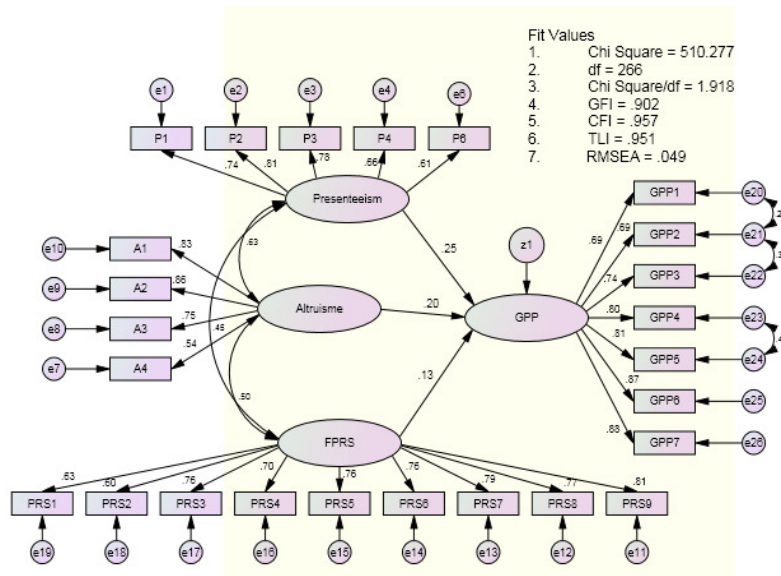 Fit Values
1. Chi Square = 510.277
2. df = 266
3. Chi Square/df = 1.918
4. GFI = .902
5. CFI = .957
6. TLI = .951
7. RMSEA = .049
e1 e2 e3 e4 e6
P1 P2 P3 P4 P6
.74 .81 .78 .66 .61
Presenteeism
GPP1 e20
.63 .25 z1 .69 .69 GPP2 e21
e10 A1 .83
e9 A2 .86
.74 GPP3 e22
Altruisme .20 GPP
e8 A3 .75
.80 GPP4 e23
.46
e7 A4 .54
.81 GPP5 e24
.50 .13
.87 GPP6 e25
.88 GPP7 e26
FPRS
.63 .60 .76 .70 .76 .76 .79 .77 .81
PRS1 PRS2 PRS3 PRS4 PRS5 PRS6 PRS7 PRS8 PRS9
e19 e18 e17 e16 e15 e14 e13 e12 e11